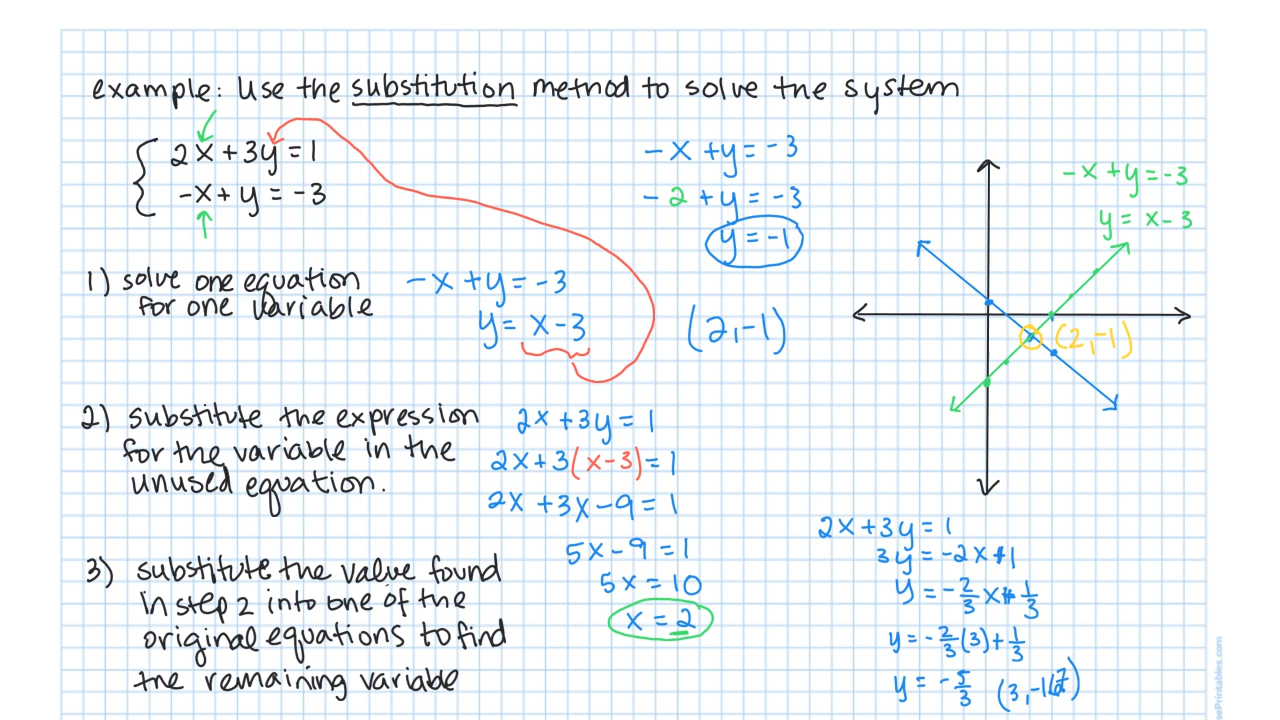 example: Use the substitution method to solve the system
2x + 3y = 1
-x + y = -3
1) solve one equation
for one variable
-x + y = -3
y = x - 3
-x + y = -3
-2 + y = -3
y = -1
(2, -1)
2) substitute the expression
for the variable in the
unused equation.
2x + 3y = 1
2x + 3(x-3) = 1
2x + 3x - 9 = 1
5x - 9 = 1
5x = 10
x = 2
3) substitute the value found
in step 2 into one of the
original equations to find
the remaining variable
-x + y = -3
y = x - 3
(2, -1)
2x + 3y = 1
3y = -2x + 1
y = -2/3 x + 1/3
y = -2/3 (3) + 1/3
y = -5/3
(3, -1.67)